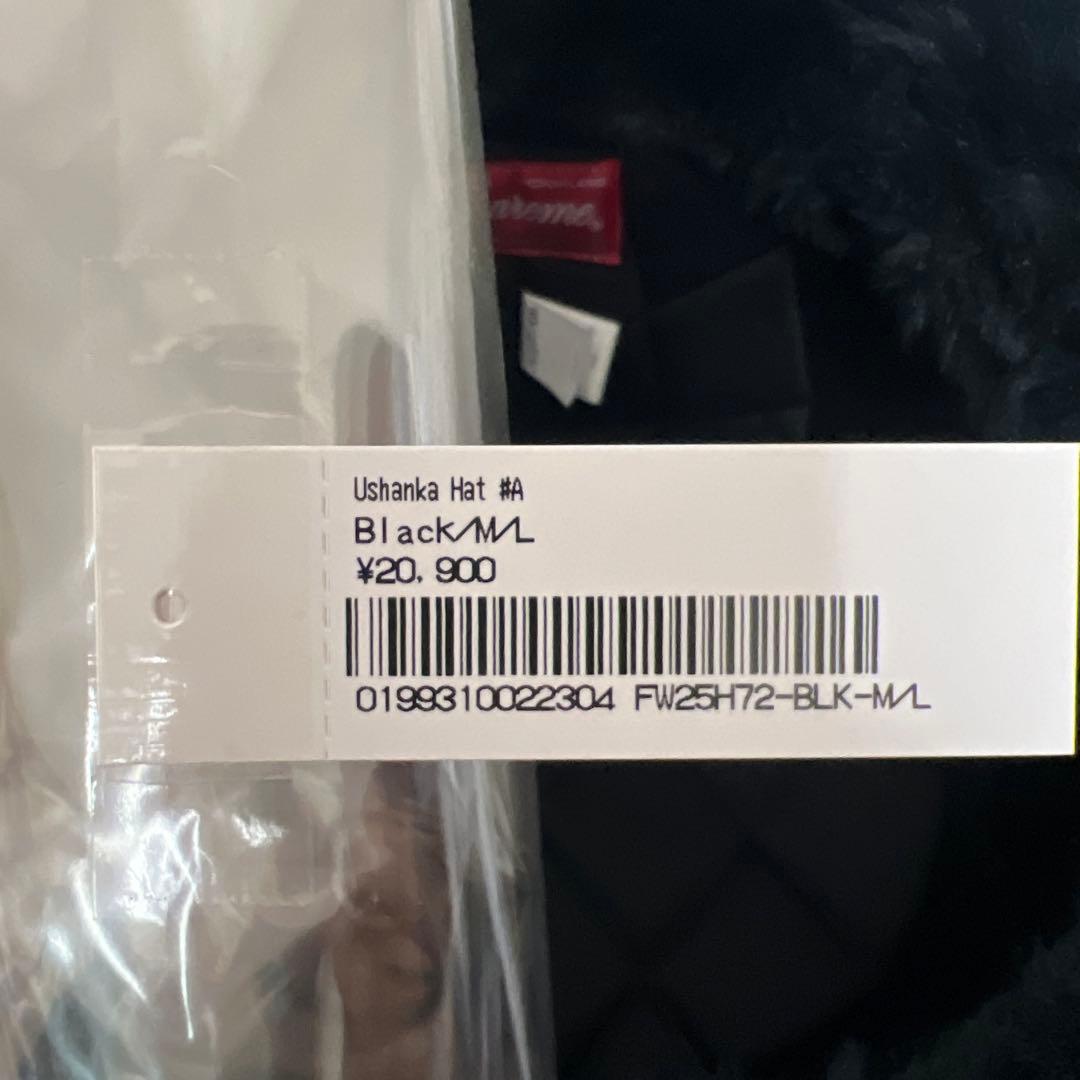 Ushanka Hat #A
Black/M/L
¥20,900
0199310022304 FW25H72-BLK-M/L